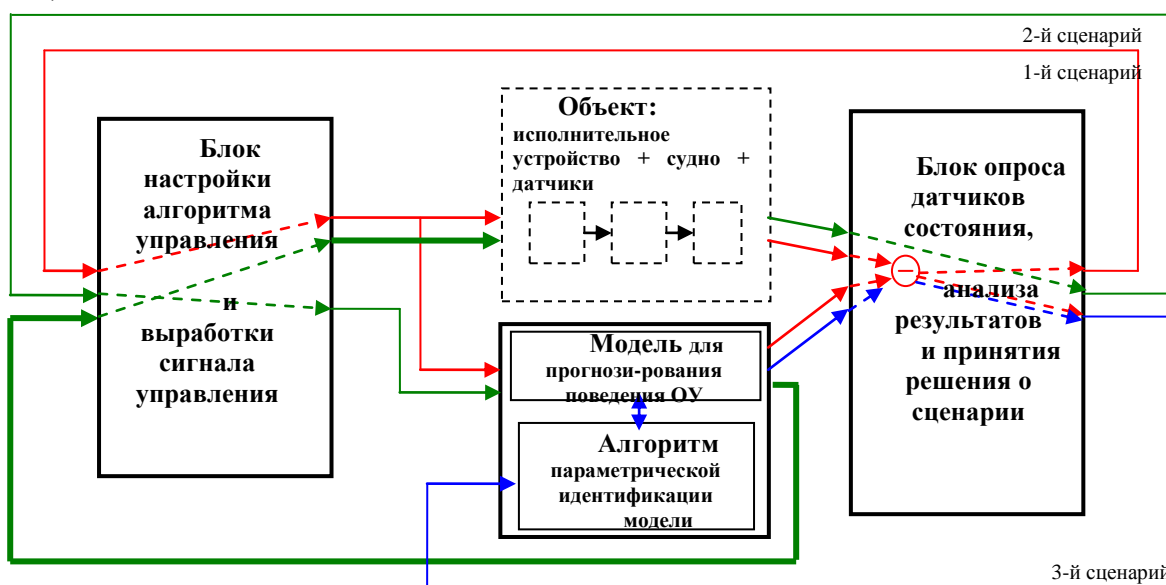 2-й сценарий
1-й сценарий
Блок
настройки
алгоритма
управления
и
выработки
сигнала
управления
Объект:
исполнительное
устройство + судно +
датчики
Модель для
прогнози-рования
поведения ОУ
Алгоритм
параметрической
идентификации
модели
Блок опроса
датчиков
состояния,
анализа
результатов
и принятия
решения о
сценарии
3-й сценарий